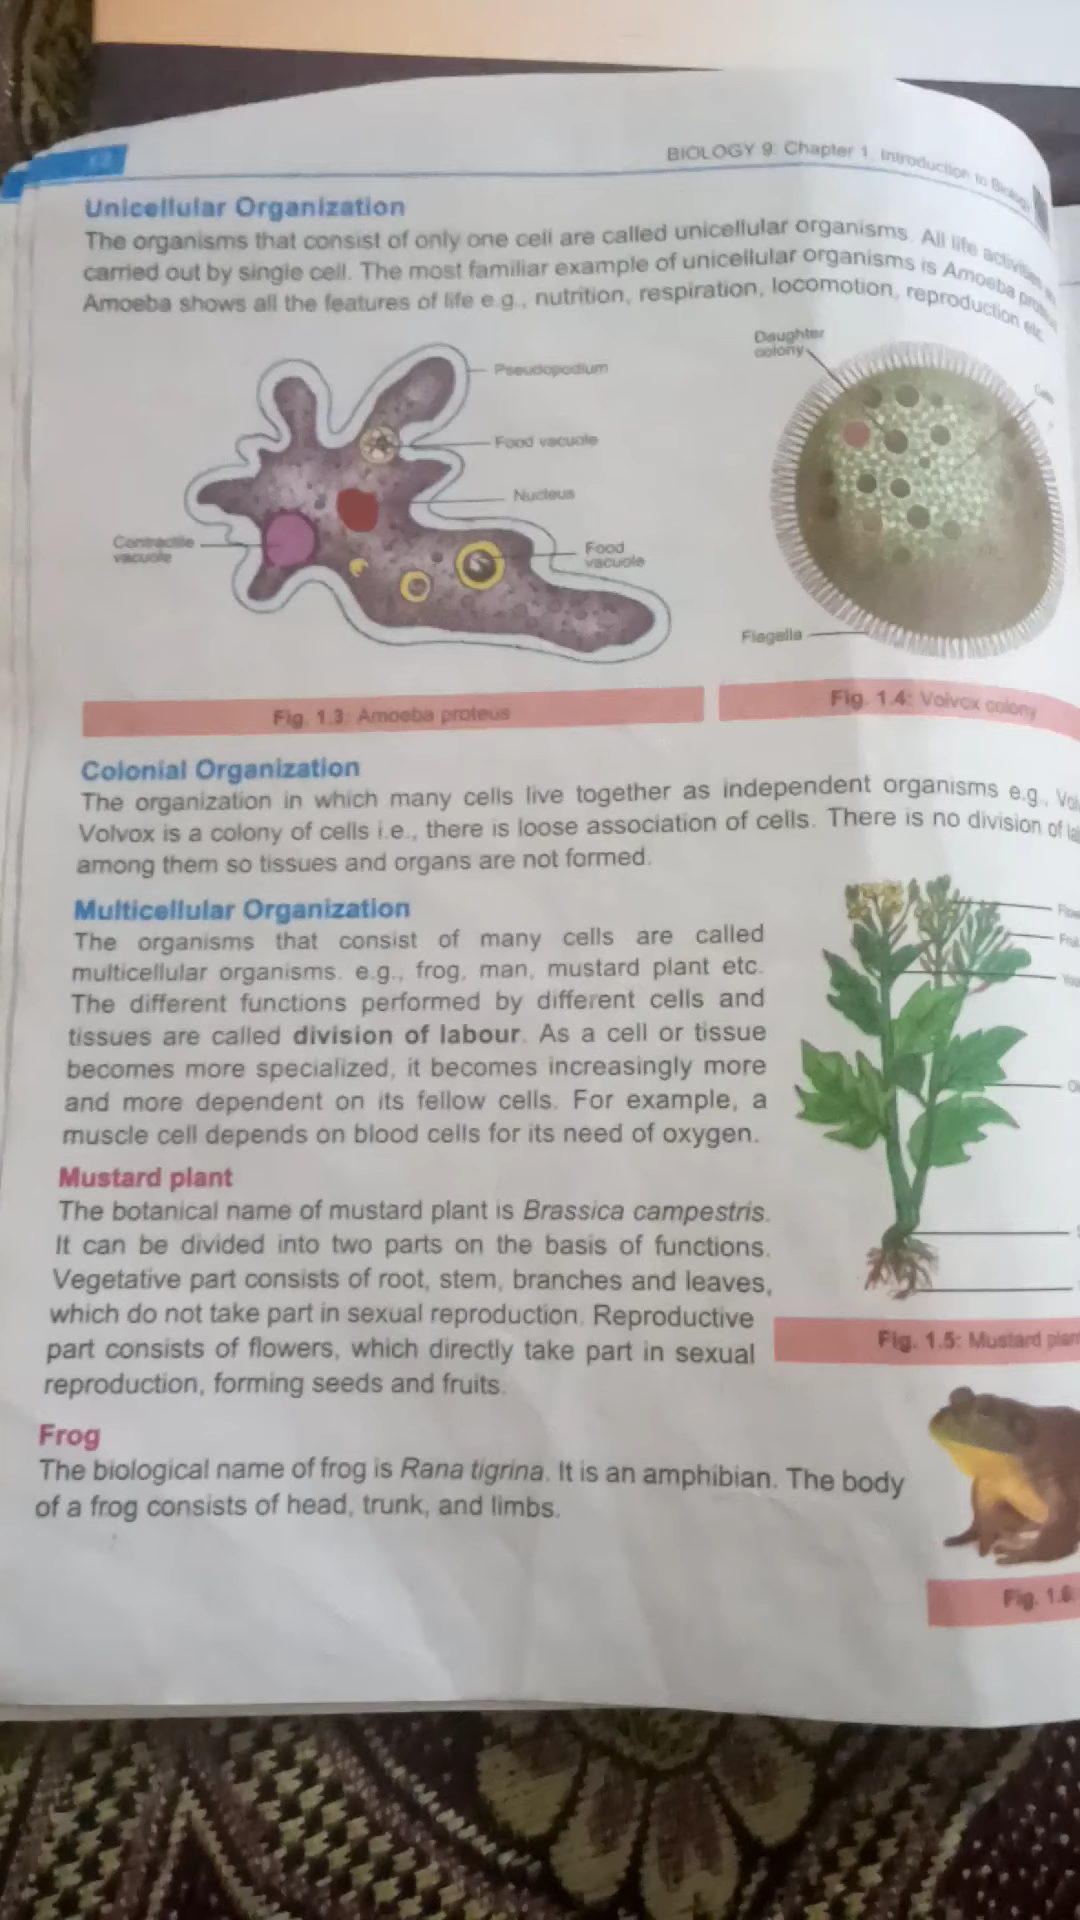 12
BIOLOGY 9: Chapter 1 Introduction to Biology
Unicellular Organization
The organisms that consist of only one cell are called unicellular organisms. All life activities
carried out by single cell. The most familiar example of unicellular organisms is Amoeba proteus
Amoeba shows all the features of life e.g., nutrition, respiration, locomotion, reproduction etc.
Pseudopodium
Food vacuole
Nucleus
Contractile
vacuole
Food
vacuole
Daughter
colony
Flagella
Fig. 1.3: Amoeba proteus
Fig. 1.4: Volvox colony
Colonial Organization
The organization in which many cells live together as independent organisms e.g.,
Volvox is a colony of cells i.e., there is loose association of cells. There is no division of
among them so tissues and organs are not formed.
Multicellular Organization
The organisms that consist of many cells are called
multicellular organisms. e.g., frog, man, mustard plant etc.
The different functions performed by different cells and
tissues are called division of labour. As a cell or tissue
becomes more specialized, it becomes increasingly more
and more dependent on its fellow cells. For example, a
muscle cell depends on blood cells for its need of oxygen.
Mustard plant
The botanical name of mustard plant is Brassica campestris.
It can be divided into two parts on the basis of functions.
Vegetative part consists of root, stem, branches and leaves,
which do not take part in sexual reproduction. Reproductive
part consists of flowers, which directly take part in sexual
reproduction, forming seeds and fruits.
Fig. 1.5: Mustard plan
Frog
The biological name of frog is Rana tigrina. It is an amphibian. The body
of a frog consists of head, trunk, and limbs.
Fig. 1.6: